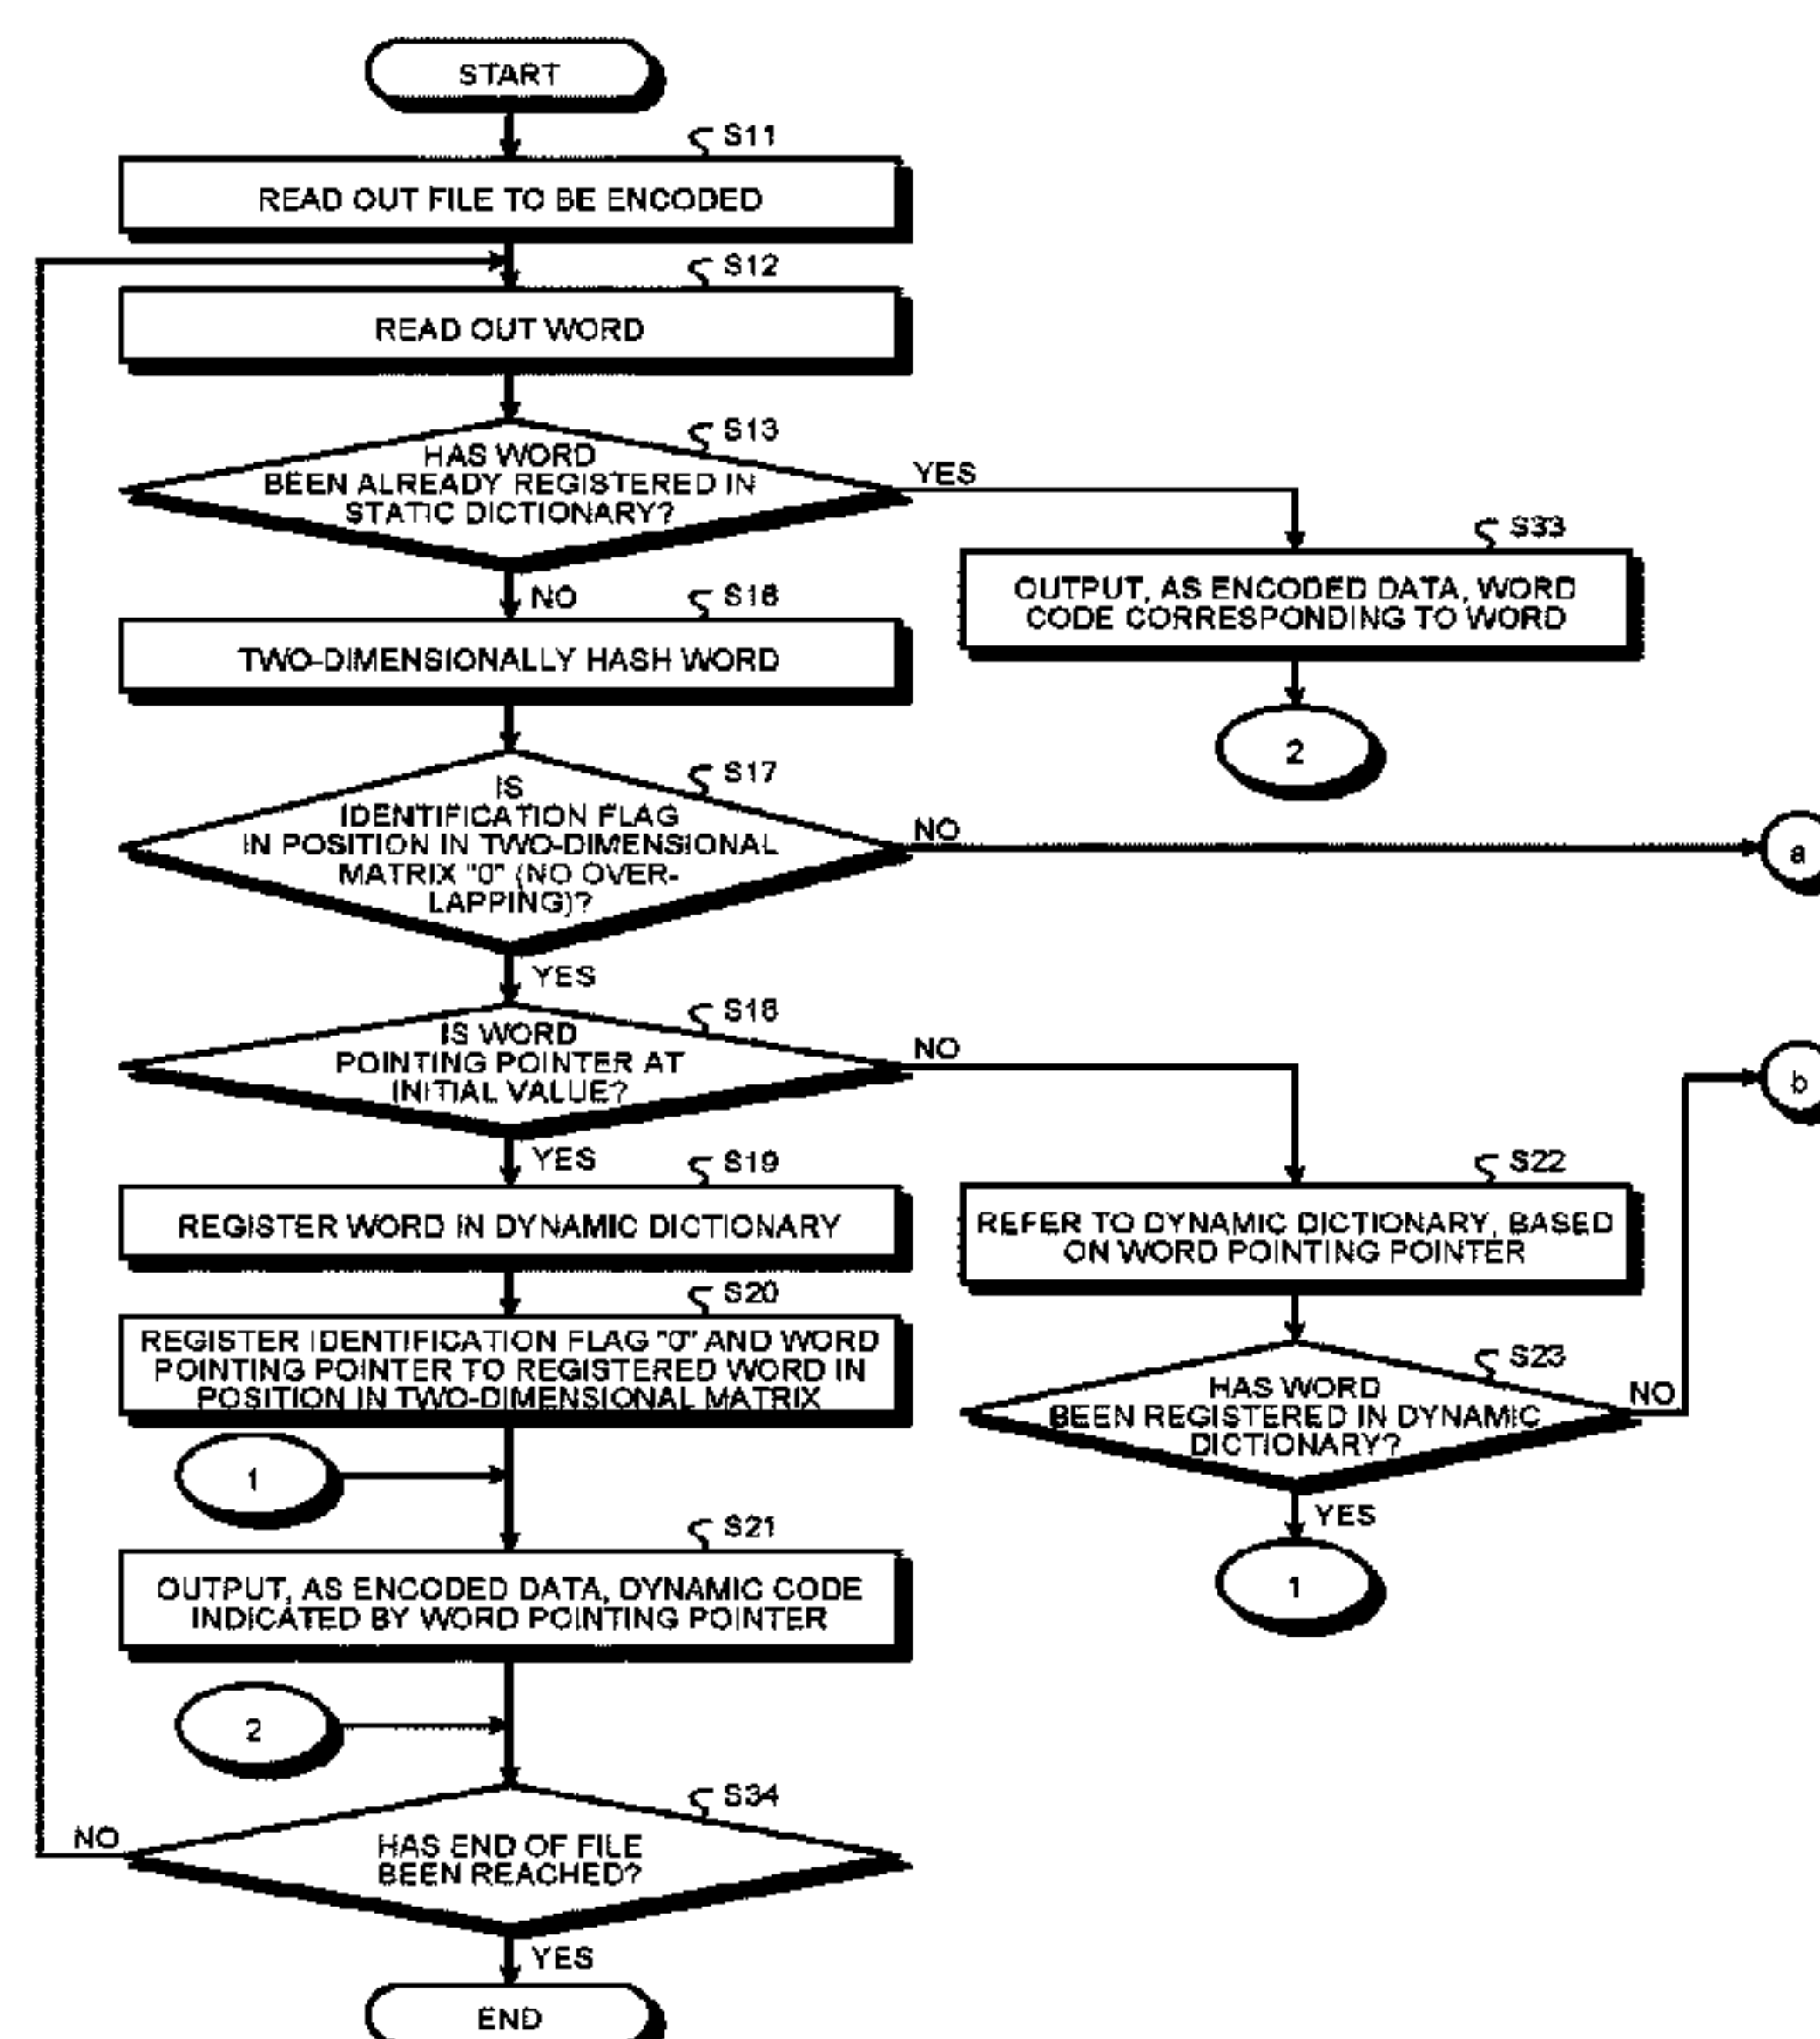 START
S11
READ OUT FILE TO BE ENCODED
S12
READ OUT WORD
S13
HAS WORD
BEEN ALREADY REGISTERED IN
STATIC DICTIONARY?
YES
NO
S33
OUTPUT, AS ENCODED DATA, WORD
CODE CORRESPONDING TO WORD
2
S16
TWO-DIMENSIONALLY HASH WORD
S17
IS
IDENTIFICATION FLAG
IN POSITION IN TWO-DIMENSIONAL
MATRIX "0" (NO OVER-
LAPPING)?
NO
a
YES
S18
IS WORD
POINTING POINTER AT
INITIAL VALUE?
NO
b
YES
S19
REGISTER WORD IN DYNAMIC DICTIONARY
S22
REFER TO DYNAMIC DICTIONARY, BASED
ON WORD POINTING POINTER
S20
REGISTER IDENTIFICATION FLAG "0" AND WORD
POINTING POINTER TO REGISTERED WORD IN
POSITION IN TWO-DIMENSIONAL MATRIX
S23
HAS WORD
BEEN REGISTERED IN DYNAMIC
DICTIONARY?
NO
YES
1
1
S21
OUTPUT, AS ENCODED DATA, DYNAMIC CODE
INDICATED BY WORD POINTING POINTER
2
S34
HAS END OF FILE
BEEN REACHED?
NO
YES
END